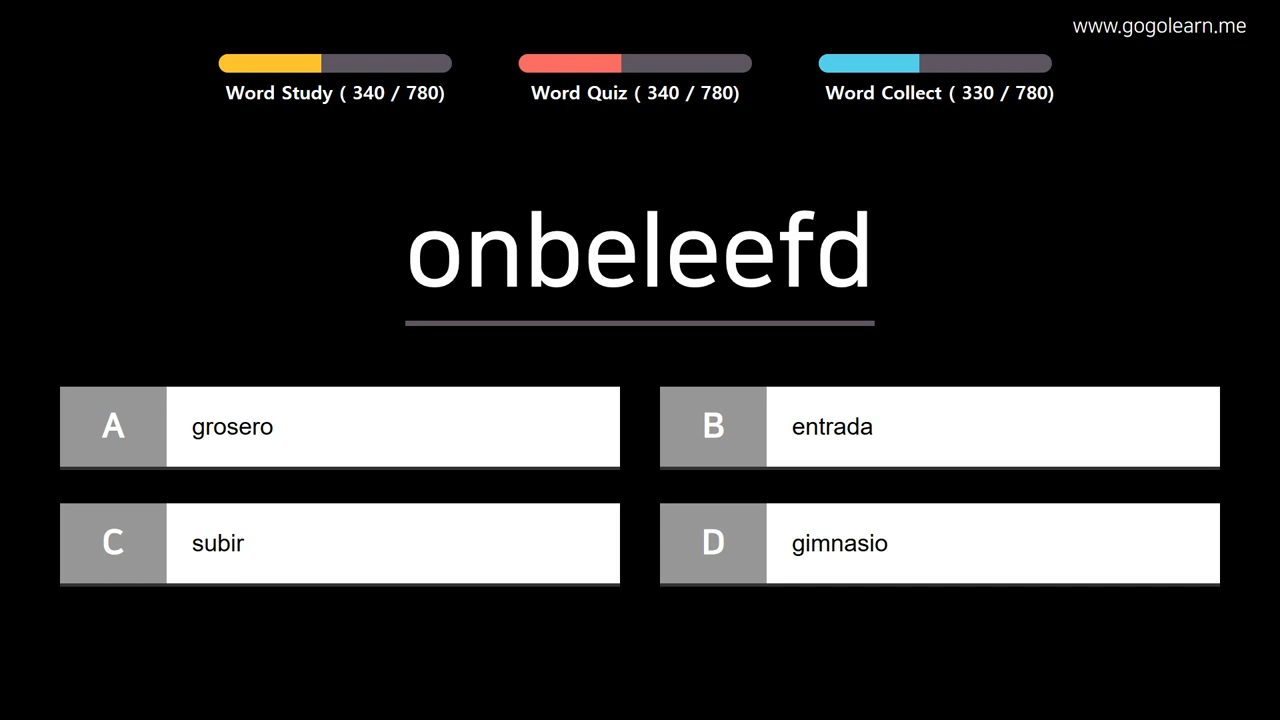 www.gogolearn.me
Word Study ( 340 / 780)
Word Quiz ( 340 / 780)
Word Collect ( 330 / 780)
onbeleefd
A grosero
B entrada
C subir
D gimnasio